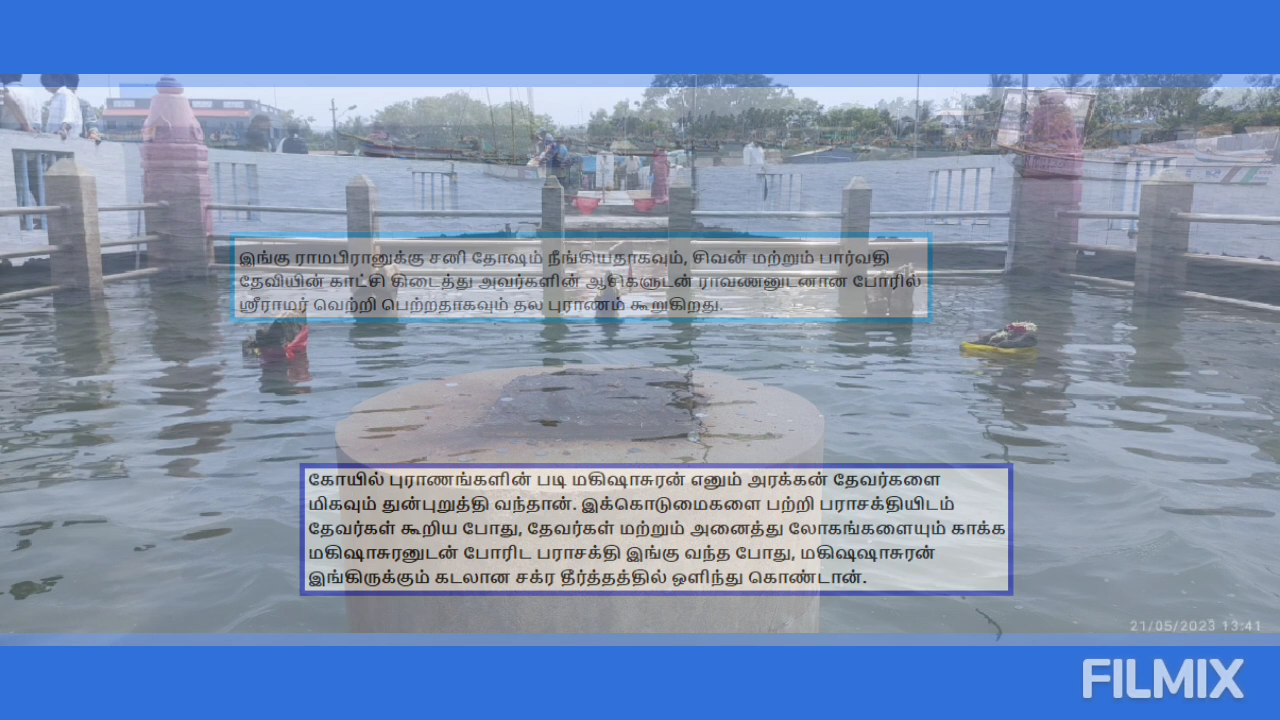 இங்கு ராமபிரானுக்கு சனி தோஷம் நீங்கியதாகவும், சிவன் மற்றும் பார்வதி
தேவியின் காட்சி கிடைத்து அவர்களின் ஆசிகளுடன் ராவணனுடனான போரில்
ஸ்ரீராமர் வெற்றி பெற்றதாகவும் தல புராணம் கூறுகிறது.
கோயில் புராணங்களின் படி மகிஷாசுரன் எனும் அரக்கன் தேவர்களை
மிகவும் துன்புறுத்தி வந்தான். இக்கொடுமைகளை பற்றி பராசக்தியிடம்
தேவர்கள் கூறிய போது, தேவர்கள் மற்றும் அனைத்து லோகங்களையும் காக்க
மகிஷாசுரனுடன் போரிட பராசக்தி இங்கு வந்த போது, மகிஷஷாசுரன்
இங்கிருக்கும் கடலான சக்ர தீர்த்தத்தில் ஒளிந்து கொண்டான்.
21/05/2023 13:41
FILMIX